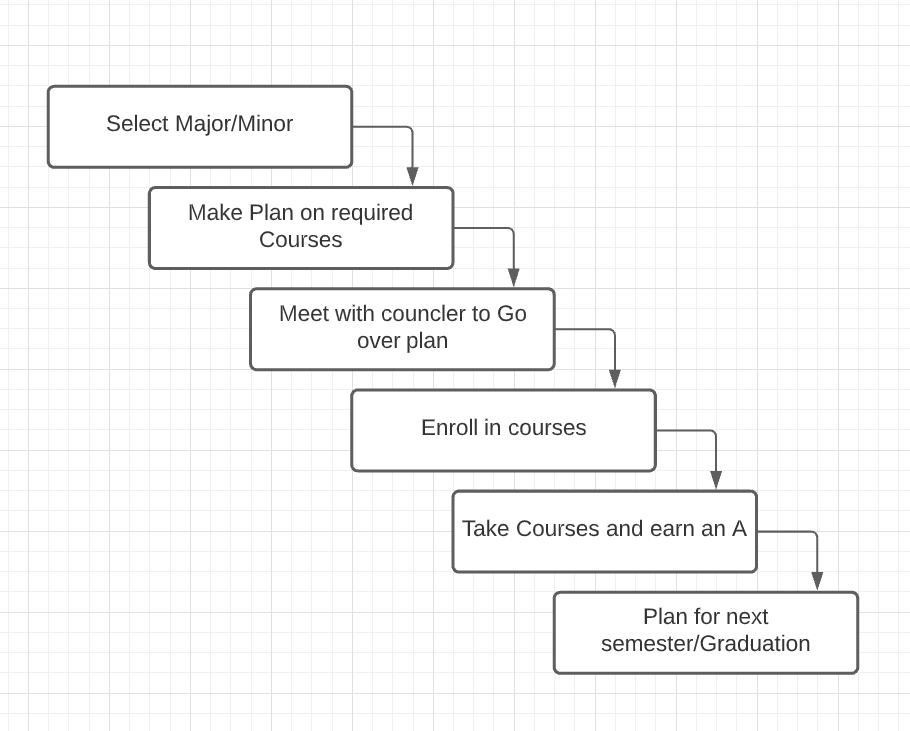 Select Major/Minor
Make Plan on required
Courses
Meet with councler to Go
over plan
Enroll in courses
Take Courses and earn an A
Plan for next
semester/Graduation